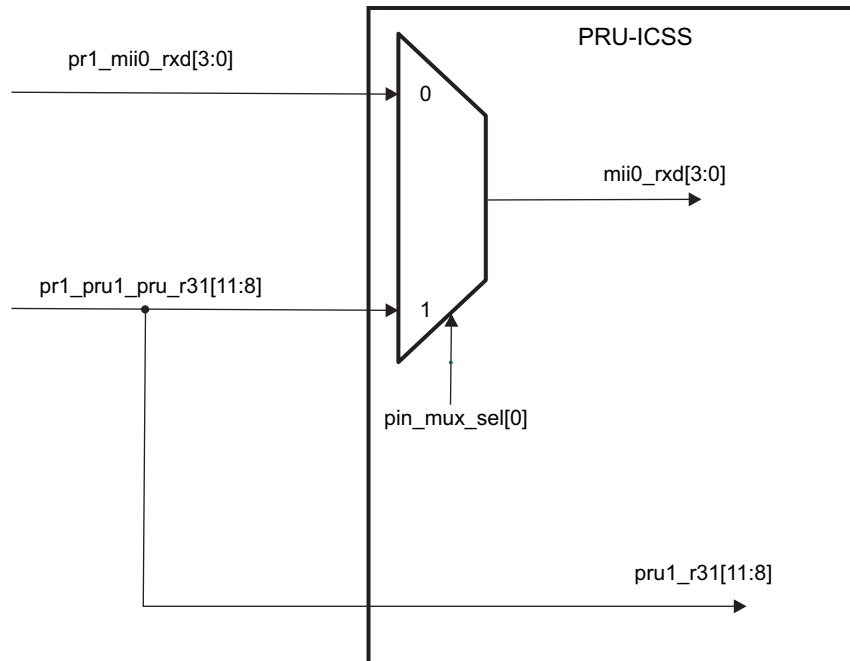 PRU-ICSS
pr1_mii0_rxd[3:0]
0
mii0_rxd[3:0]
pr1_pru1_pru_r31[11:8]
1
pin_mux_sel[0]
pru1_r31[11:8]